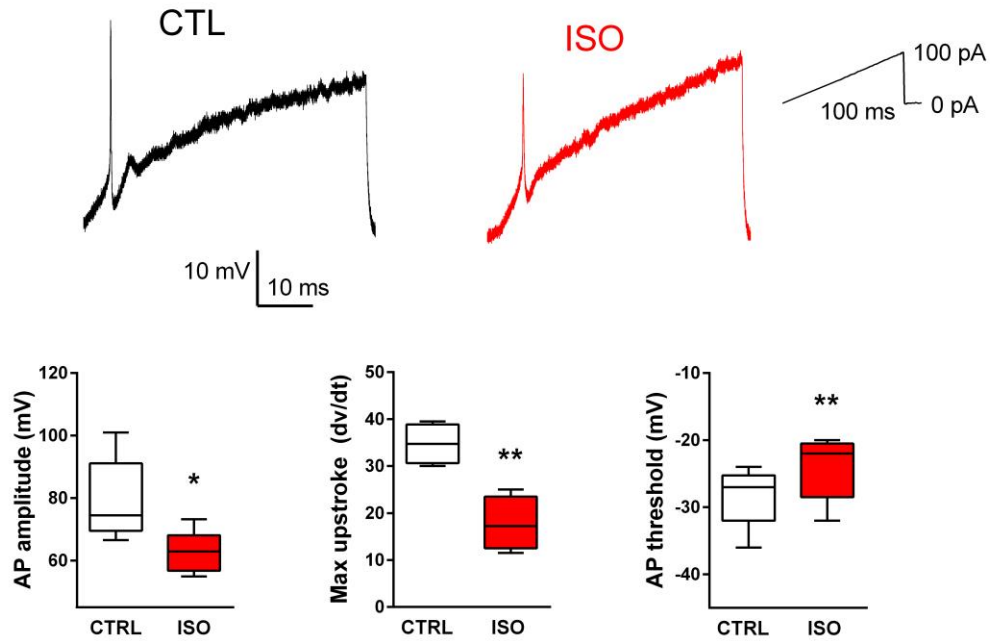 CTL
ISO
100 pA
100 ms
0 pA
10 mV
10 ms
AP amplitude (mV)
120
100
80
60
*
CTRL ISO
Max upstroke (dv/dt)
50
40
30
20
10
0
**
CTRL ISO
AP threshold (mV)
-10
-20
-30
-40
**
CTRL ISO